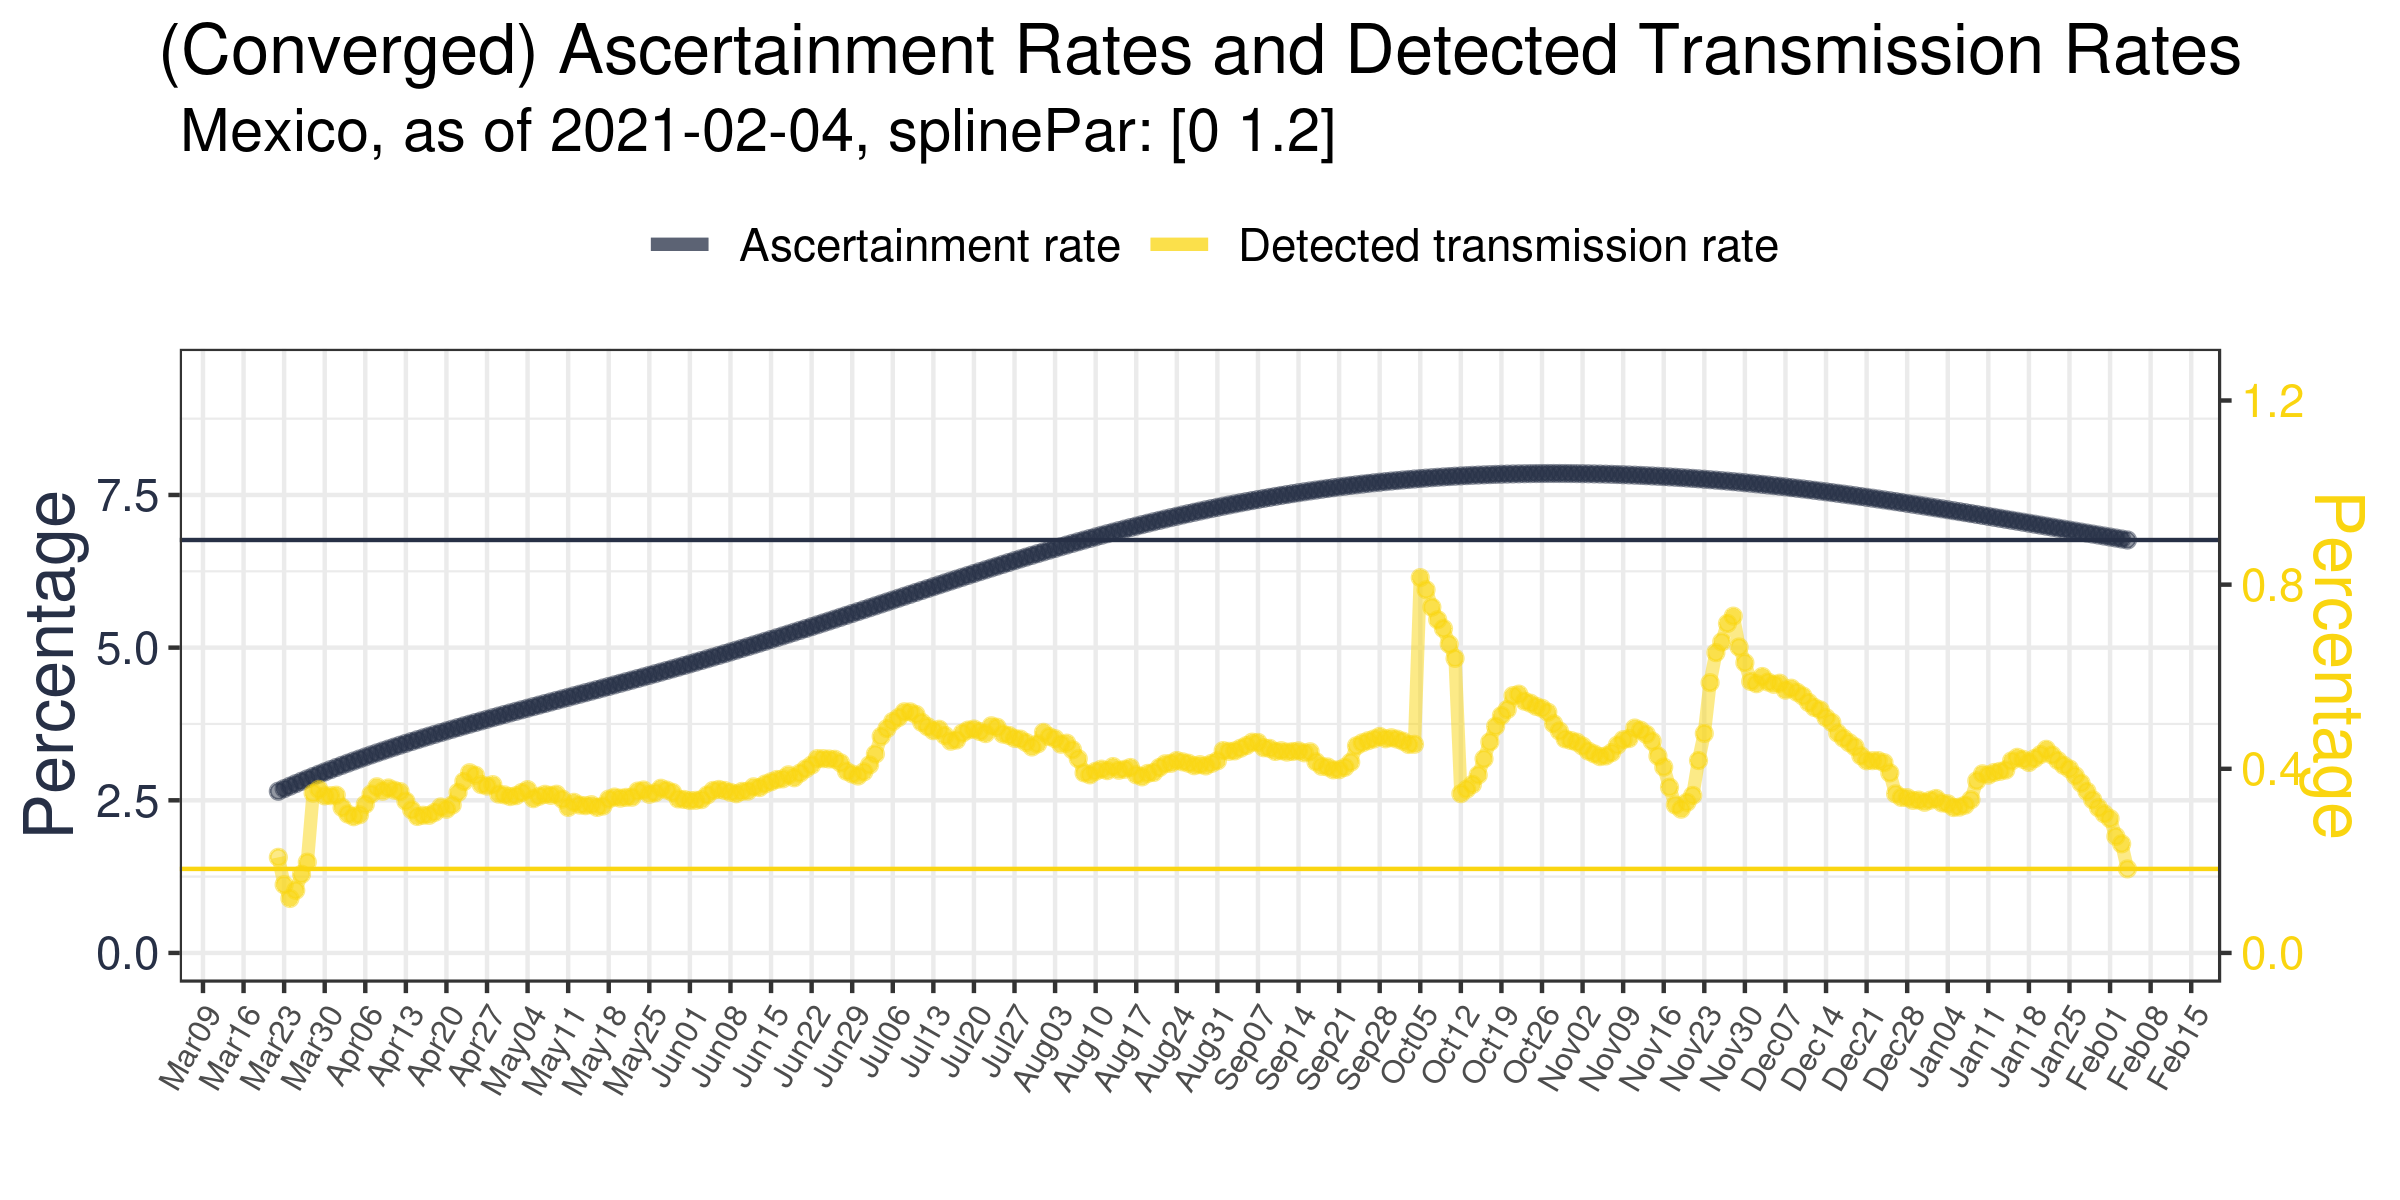 (Converged) Ascertainment Rates and Detected Transmission Rates
Mexico, as of 2021-02-04, splinePar: [0 1.2]
Ascertainment rate Detected transmission rate
Percentage
7.5
5.0
2.5
0.0
1.2
0.8
0.4
0.0
Percentage
Mar09 Mar16 Mar23 Mar30 Apr06 Apr13 Apr20 Apr27 May04 May11 May18 May25 Jun01 Jun08 Jun15 Jun22 Jun29 Jul06 Jul13 Jul20 Jul27 Aug03 Aug10 Aug17 Aug24 Aug31 Sep07 Sep14 Sep21 Sep28 Oct05 Oct12 Oct19 Oct26 Nov02 Nov09 Nov16 Nov23 Nov30 Dec07 Dec14 Dec21 Dec28 Jan04 Jan11 Jan18 Jan25 Feb01 Feb08 Feb15